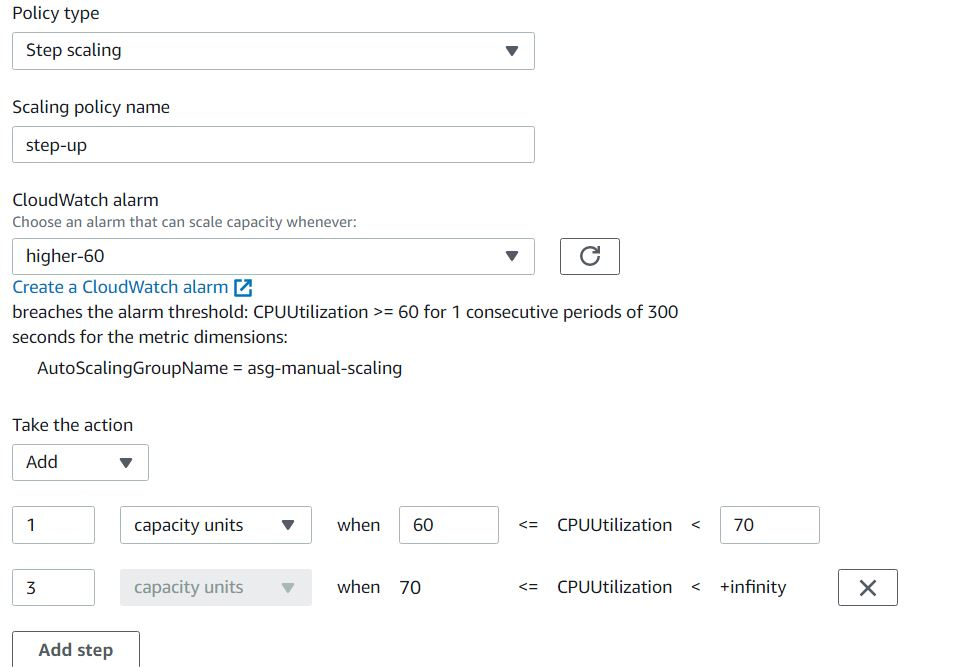 Policy type
Step scaling
Scaling policy name
step-up
CloudWatch alarm
Choose an alarm that can scale capacity whenever:
higher-60
Create a CloudWatch alarm
breaches the alarm threshold: CPUUtilization >= 60 for 1 consecutive periods of 300
seconds for the metric dimensions:
AutoScalingGroupName = asg-manual-scaling
Take the action
Add
1 capacity units when 60 <= CPUUtilization < 70
3 capacity units when 70 <= CPUUtilization < +infinity
Add step